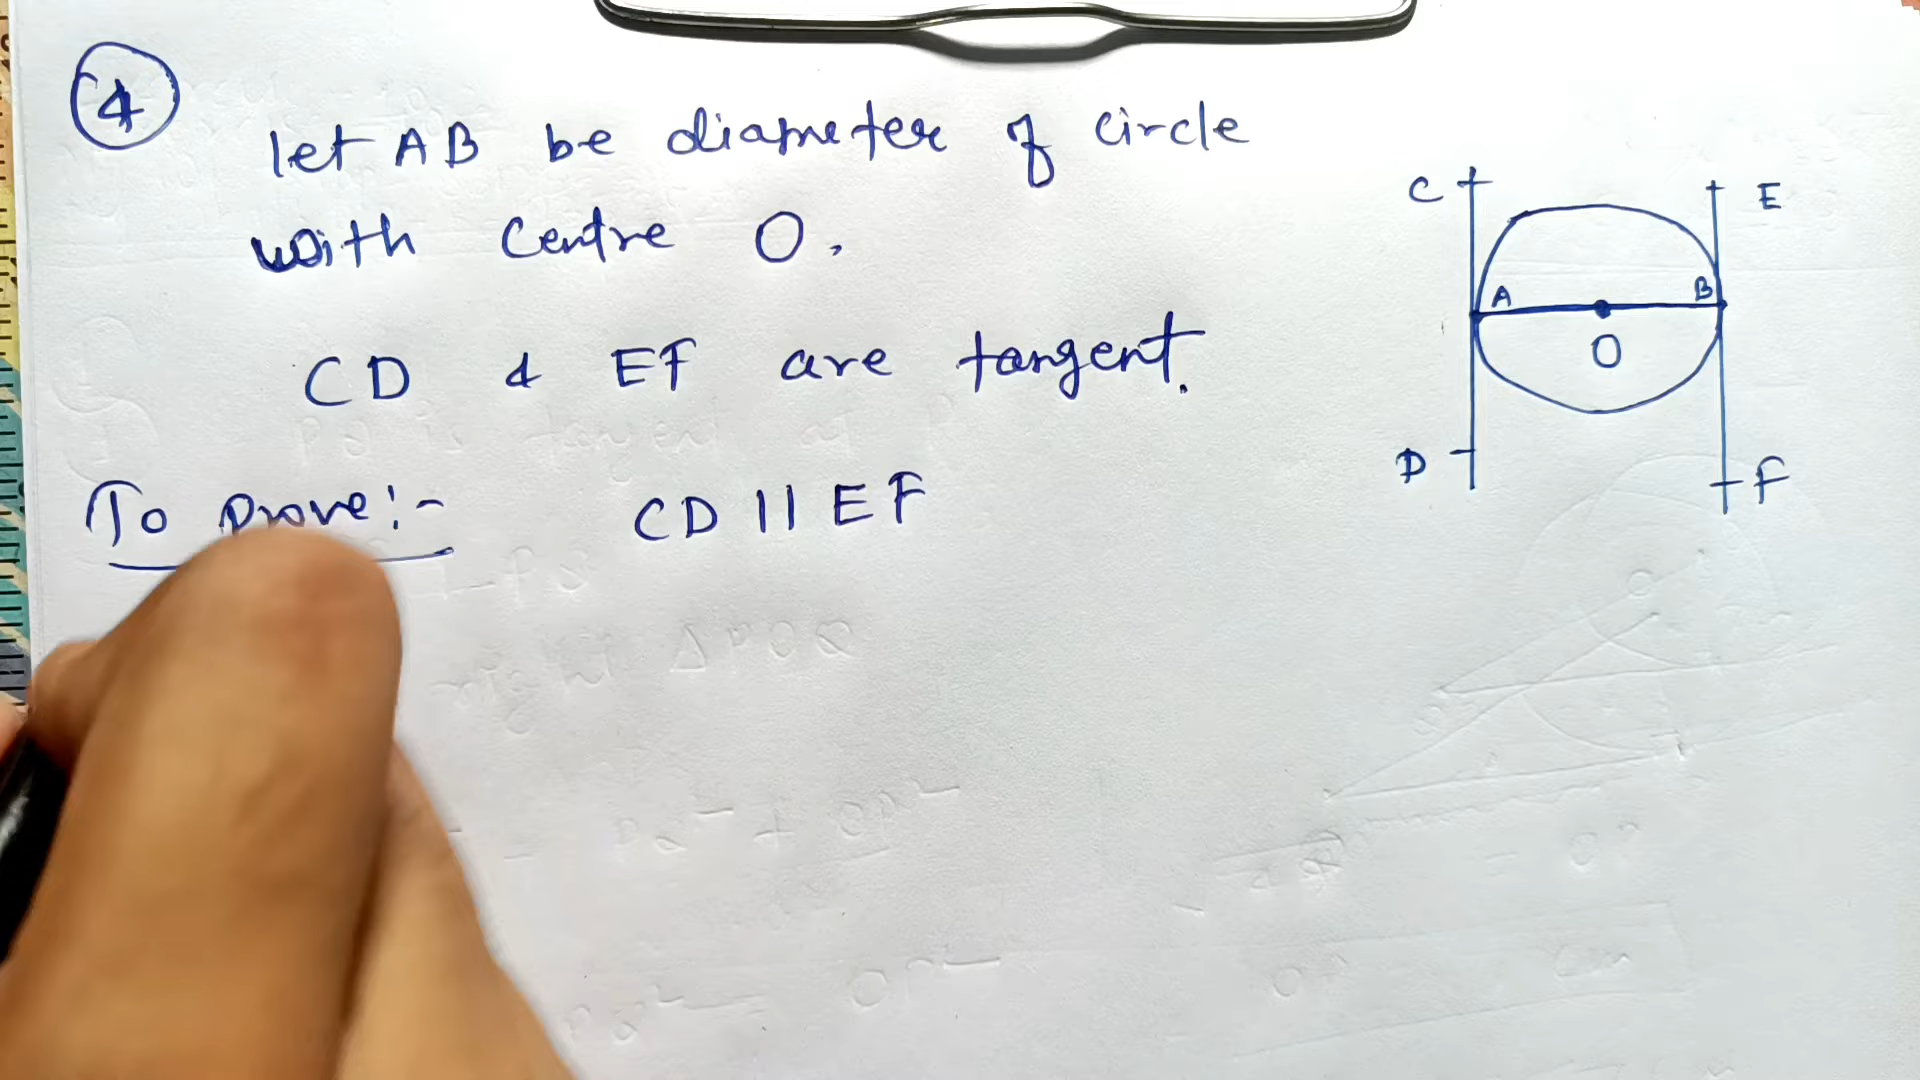 4
let AB be diameter of circle
with centre O.
CD & EF are tangent.
To prove:- CD || EF
C E
A B
O
D F